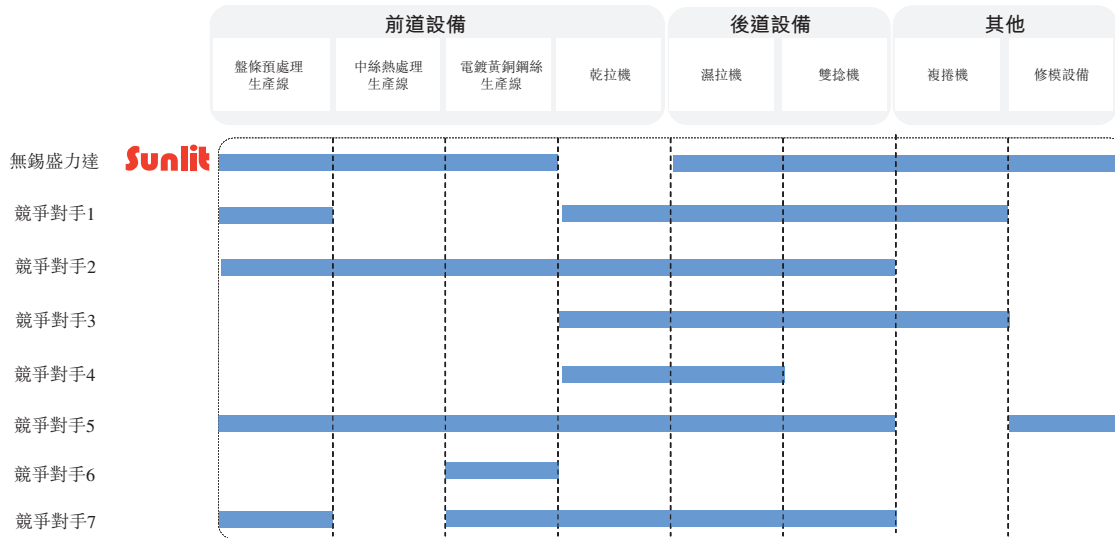 前道設備
後道設備
其他
盤條預處理
生產線
中絲熱處理
生產線
電鍍黃銅鋼絲
生產線
乾拉機
濕拉機
雙捻機
複捲機
修模設備
無錫盛力達
Sunlit
競爭對手1
競爭對手2
競爭對手3
競爭對手4
競爭對手5
競爭對手6
競爭對手7